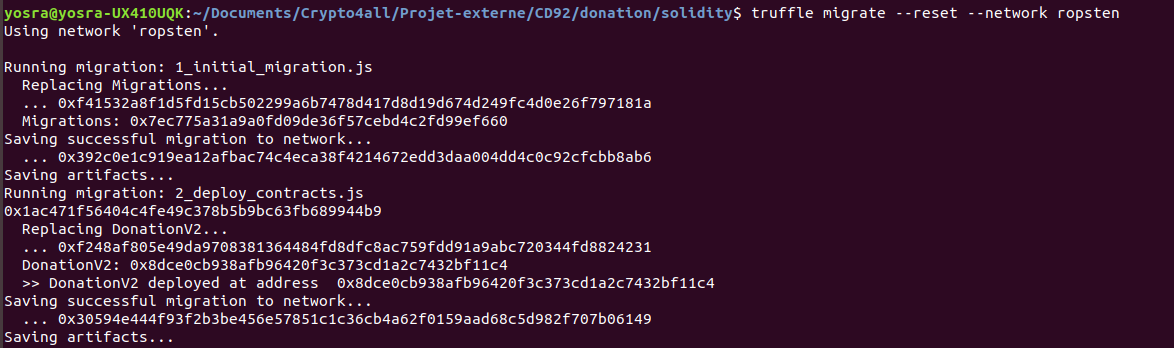 yosra@yosra-UX410UQK:~/Documents/Crypto4all/Projet-externe/CD92/donation/solidity$ truffle migrate --reset --network ropsten
Using network 'ropsten'.
Running migration: 1_initial_migration.js
Replacing Migrations...
... 0xf41532a8f1d5fd15cb502299a6b7478d417d8d19d674d249fc4d0e26f797181a
Migrations: 0x7ec775a31a9a0fd09de36f57cebd4c2fd99ef660
Saving successful migration to network...
... 0x392c0e1c919ea12afbac74c4eca38f4214672edd3daa004dd4c0c92cfcbb8ab6
Saving artifacts...
Running migration: 2_deploy_contracts.js
0x1ac471f56404c4fe49c378b5b9bc63fb689944b9
Replacing DonationV2...
... 0xf248af805e49da9708381364484fd8dfc8ac759fdd91a9abc720344fd8824231
DonationV2: 0x8dce0cb938afb96420f3c373cd1a2c7432bf11c4
>> DonationV2 deployed at address  0x8dce0cb938afb96420f3c373cd1a2c7432bf11c4
Saving successful migration to network...
... 0x30594e444f93f2b3be456e57851c1c36cb4a62f0159aad68c5d982f707b06149
Saving artifacts...